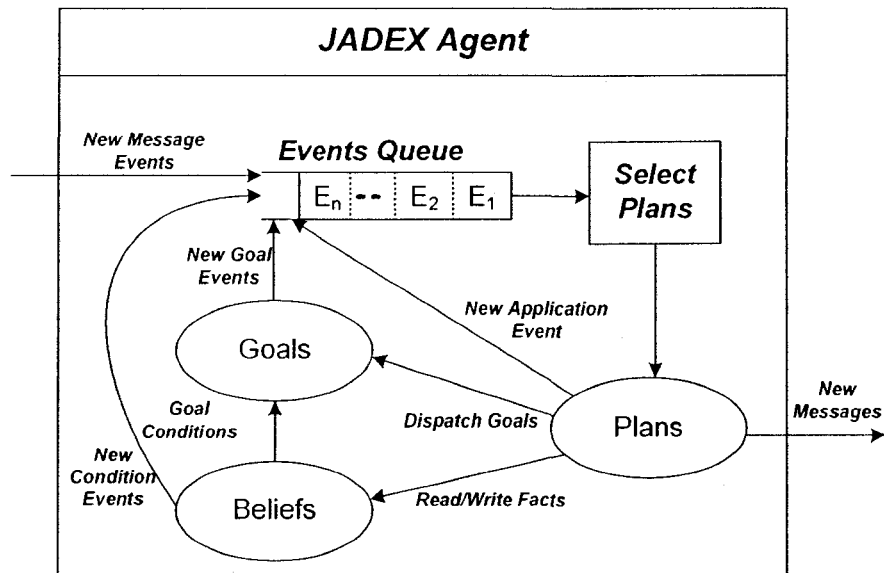 JADEX Agent
New Message
Events
Events Queue
En -- E2 E1
Select
Plans
New Goal
Events
New Application
Event
Goals
Goal
Conditions
Dispatch Goals
Plans
New
Messages
New
Condition
Events
Beliefs
Read/Write Facts